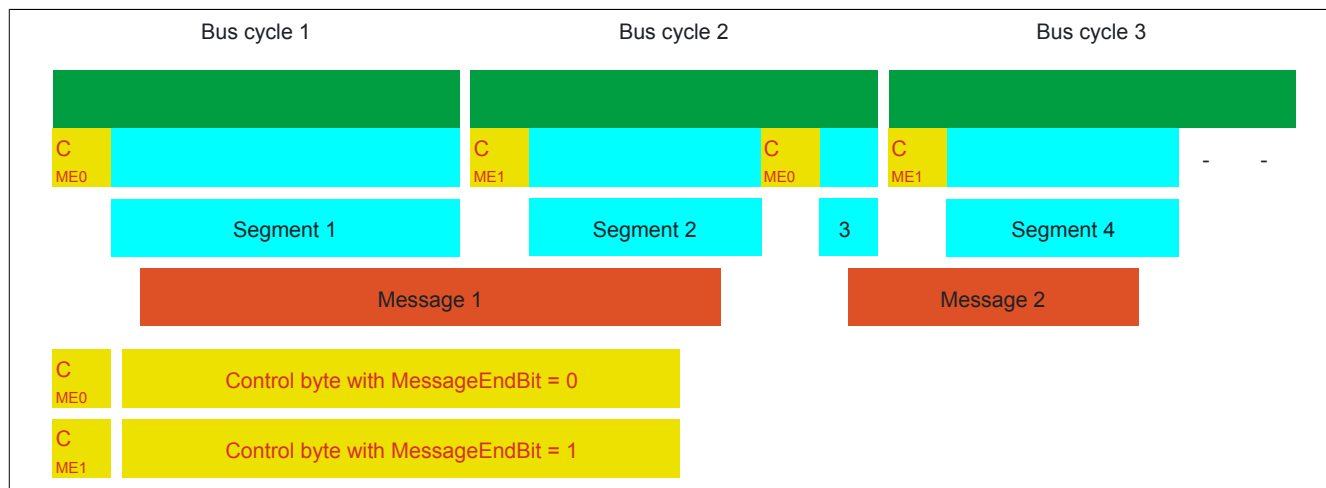 Bus cycle 1 Bus cycle 2 Bus cycle 3
C C C C
ME0 ME1 ME0 ME1 - -
Segment 1 Segment 2 3 Segment 4
Message 1 Message 2
C
ME0 Control byte with MessageEndBit = 0
C
ME1 Control byte with MessageEndBit = 1